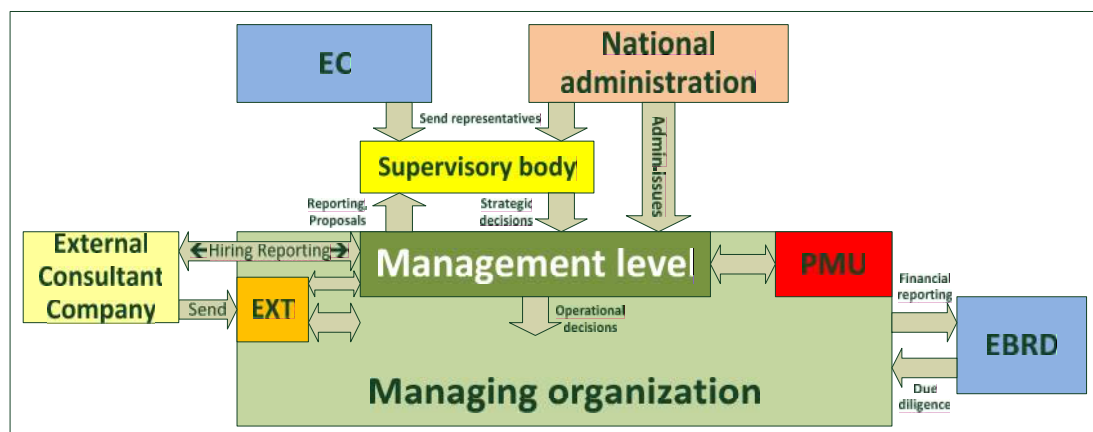 EC
National
administration
Send representatives
Admin issues
Supervisory body
Reporting,
Proposals
Strategic
decisions
External
Consultant
Company
Hiring Reporting
Management level
PMU
Financial
reporting
Send
EXT
Operational
decisions
EBRD
Managing organization
Due
diligence